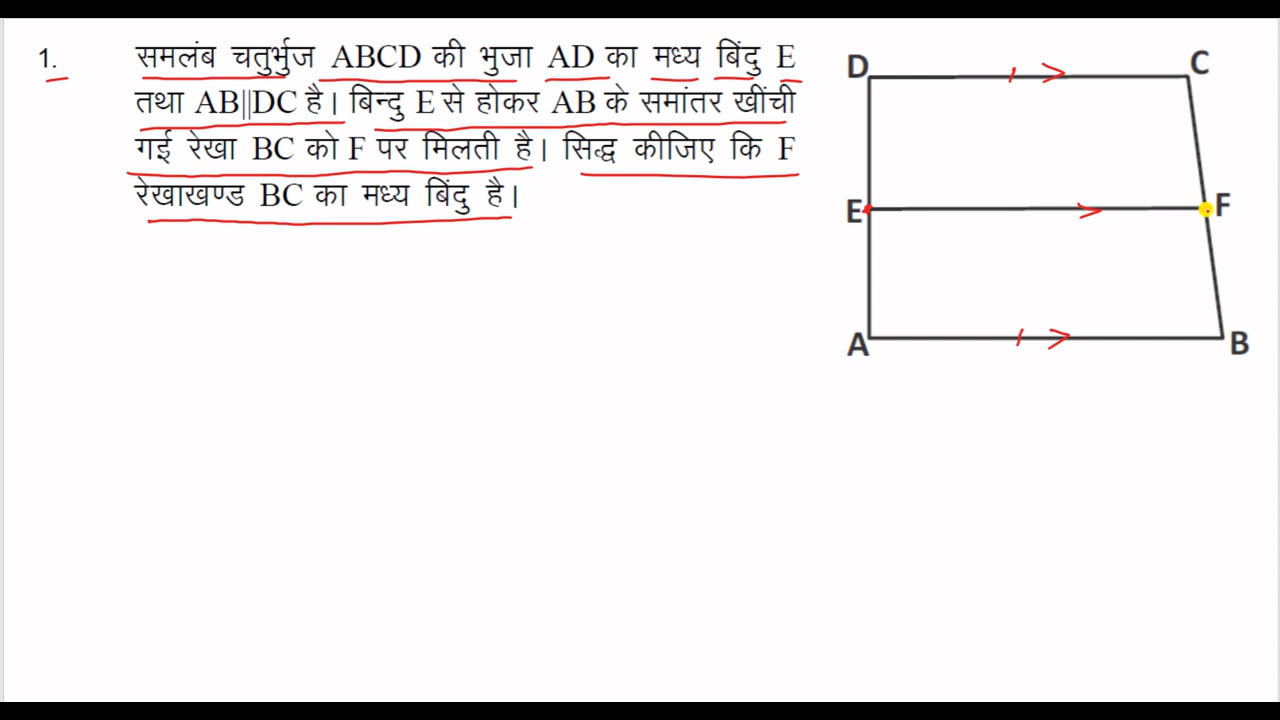 1. समलंब चतुर्भुज ABCD की भुजा AD का मध्य बिंदु E
तथा AB||DC है। बिन्दु E से होकर AB के समांतर खींची
गई रेखा BC को F पर मिलती है। सिद्ध कीजिए कि F
रेखाखण्ड BC का मध्य बिंदु है।
D C
E F
A B